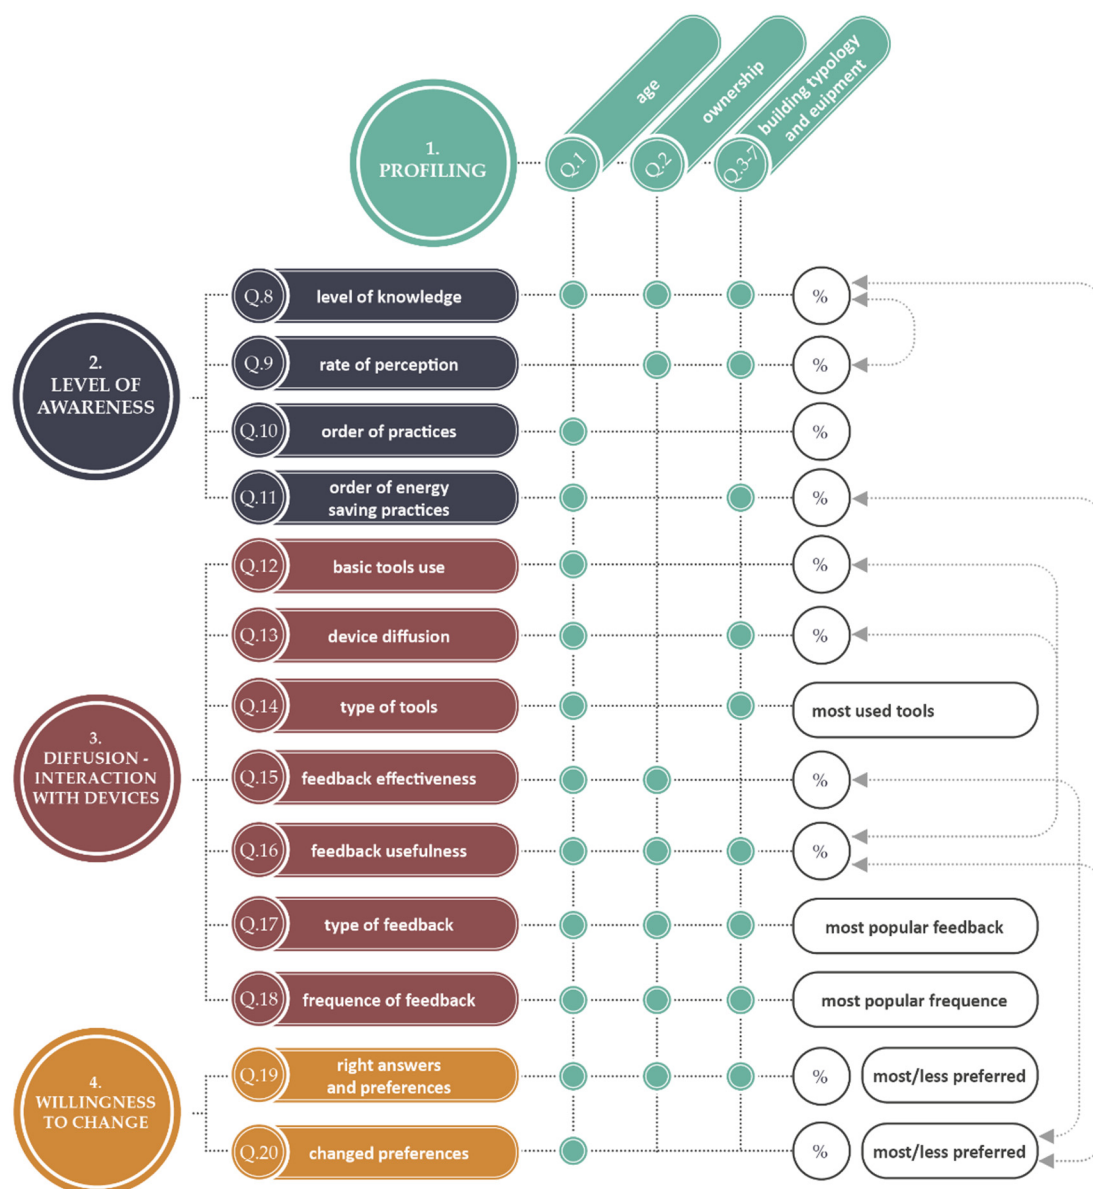 1.
PROFILING
Q.1
age
Q.2
ownership
Q.3-7
building typology
and euipment
2.
LEVEL OF
AWARENESS
Q.8
level of knowledge
%
Q.9
rate of perception
%
Q.10
order of practices
%
Q.11
order of energy
saving practices
%
3.
DIFFUSION -
INTERACTION
WITH DEVICES
Q.12
basic tools use
%
Q.13
device diffusion
%
Q.14
type of tools
most used tools
Q.15
feedback effectiveness
%
Q.16
feedback usefulness
%
Q.17
type of feedback
most popular feedback
Q.18
frequence of feedback
most popular frequence
4.
WILLINGNESS
TO CHANGE
Q.19
right answers
and preferences
%
most/less preferred
Q.20
changed preferences
%
most/less preferred